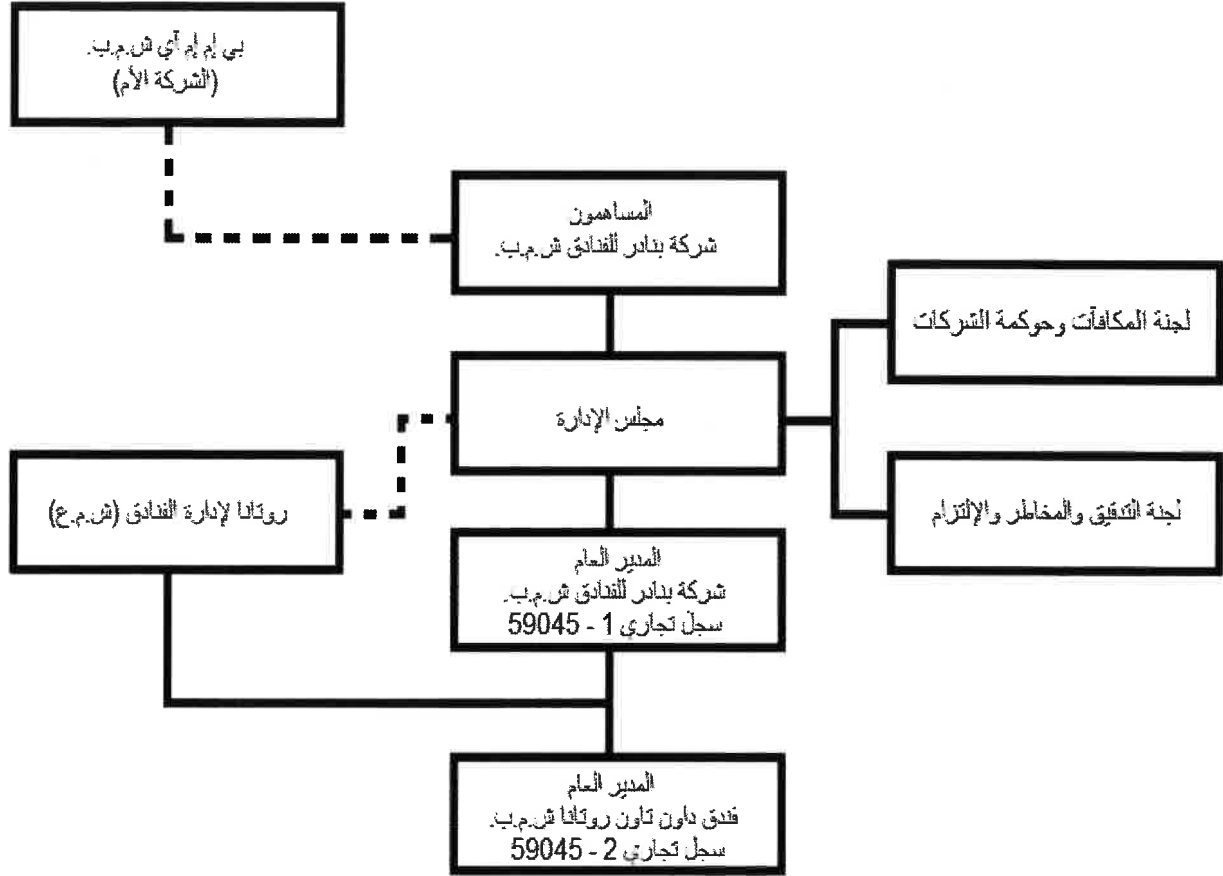 بي إم إم آي ش.م.ب.
(الشركة الأم)
المساهمون
شركة بنادر للفنادق ش.م.ب.
لجنة المكافآت وحوكمة الشركات
مجلس الإدارة
روتانا لإدارة الفنادق (ش.م.ع)
لجنة التدقيق والمخاطر والإلتزام
المدير العام
شركة بنادر للفنادق ش.م.ب.
سجل تجاري 1 - 59045
المدير العام
فندق داون تاون روتانا ش.م.ب.
سجل تجاري 2 - 59045